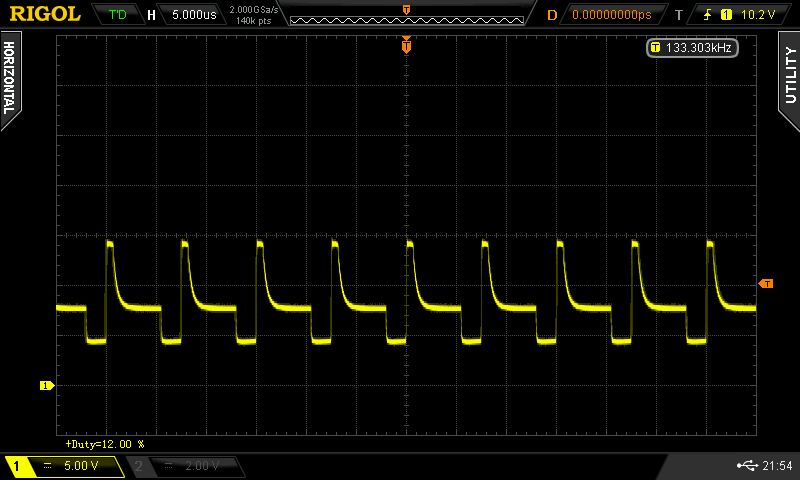 RIGOL T'D H 5.000us 2.000GSa/s 140k pts T D 0.00000000ps T 1 10.2 V
HORIZONTAL
UTILITY
T
T 133.303kHz
T
1
+Duty=12.00 %
1 5.00 V 2 2.00 V 21:54